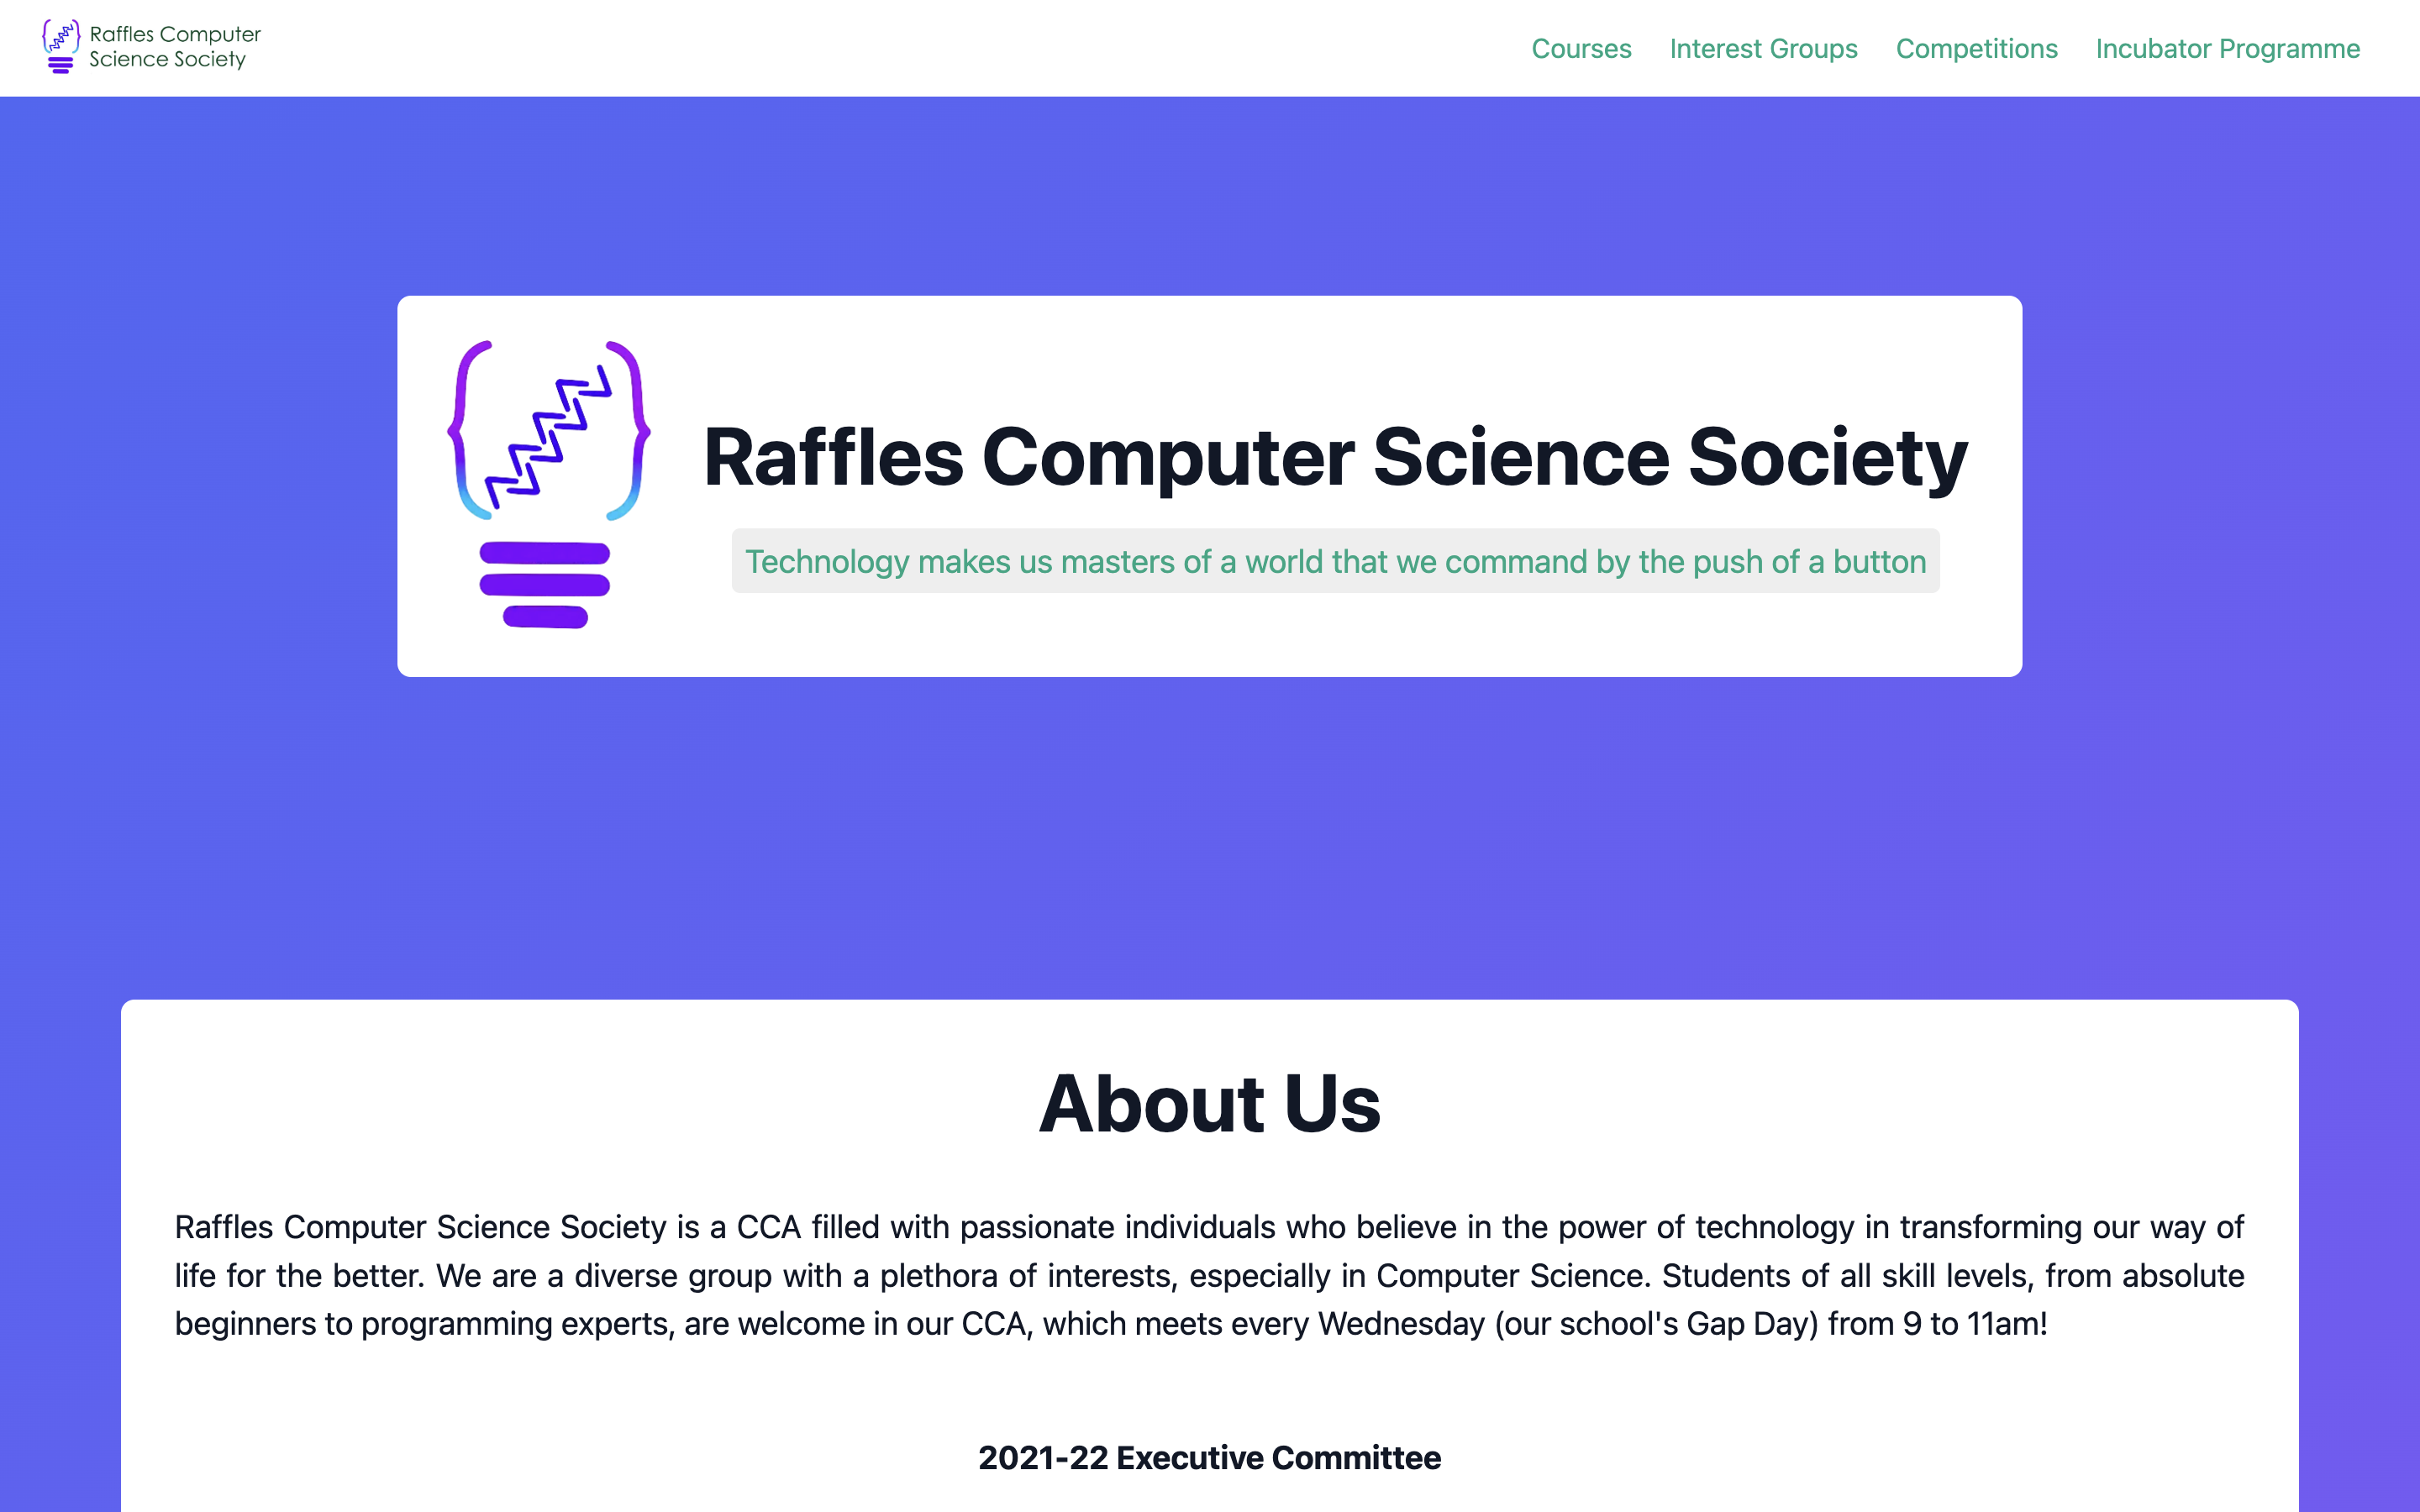 Raffles Computer
Science Society
Courses
Interest Groups
Competitions
Incubator Programme
Raffles Computer Science Society
Technology makes us masters of a world that we command by the push of a button
About Us
Raffles Computer Science Society is a CCA filled with passionate individuals who believe in the power of technology in transforming our way of
life for the better. We are a diverse group with a plethora of interests, especially in Computer Science. Students of all skill levels, from absolute
beginners to programming experts, are welcome in our CCA, which meets every Wednesday (our school's Gap Day) from 9 to 11am!
2021-22 Executive Committee